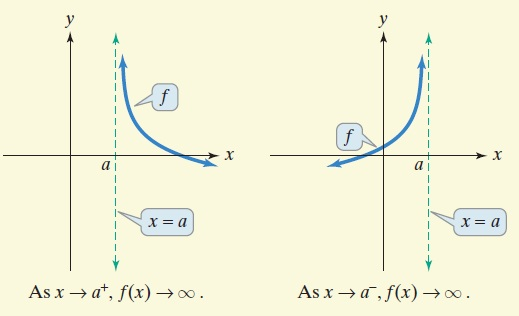 y
f
x
a
x = a
As x → a⁺, f(x) → ∞.
y
f
x
a
x = a
As x → a⁻, f(x) → ∞.